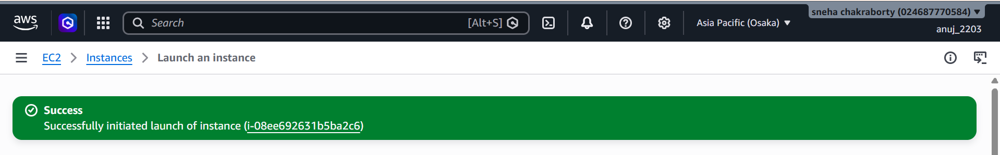 aws
Search [Alt+S]
Asia Pacific (Osaka)
sneha chakraborty (024687770584)
anuj_2203
EC2 Instances Launch an instance
Success
Successfully initiated launch of instance (i-08ee692631b5ba2c6)